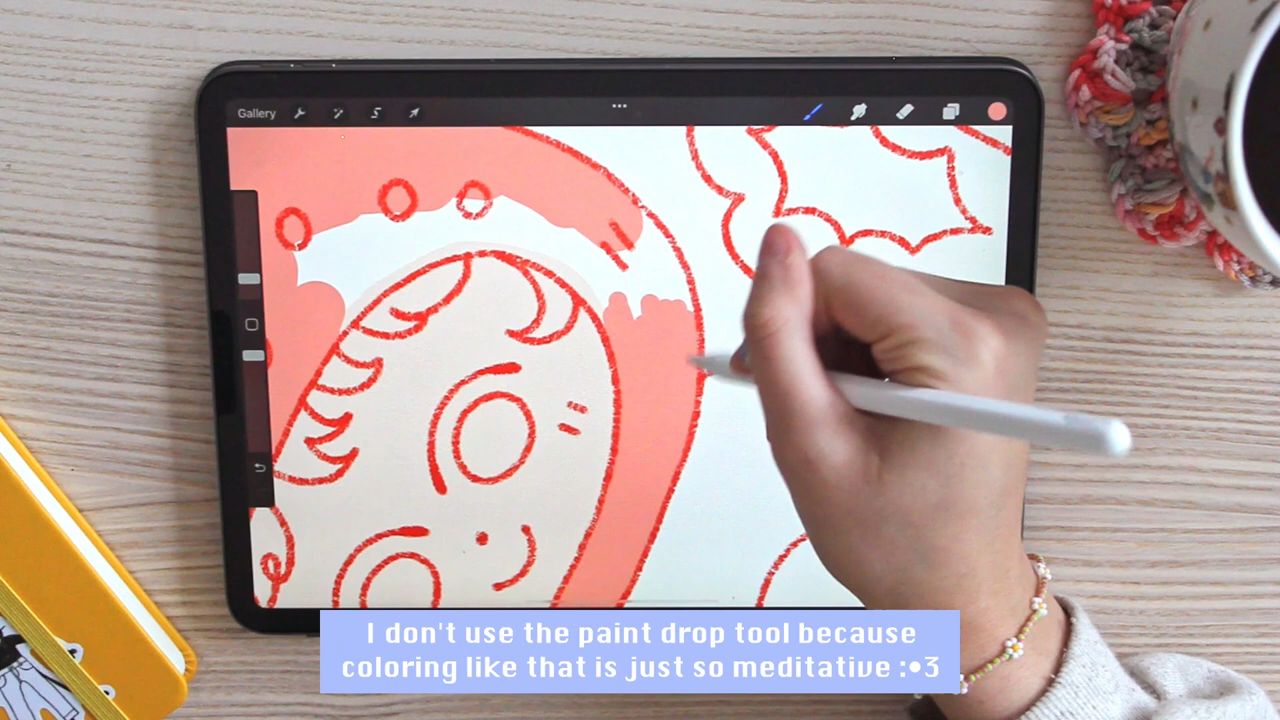 Gallery
I don't use the paint drop tool because
coloring like that is just so meditative :•3